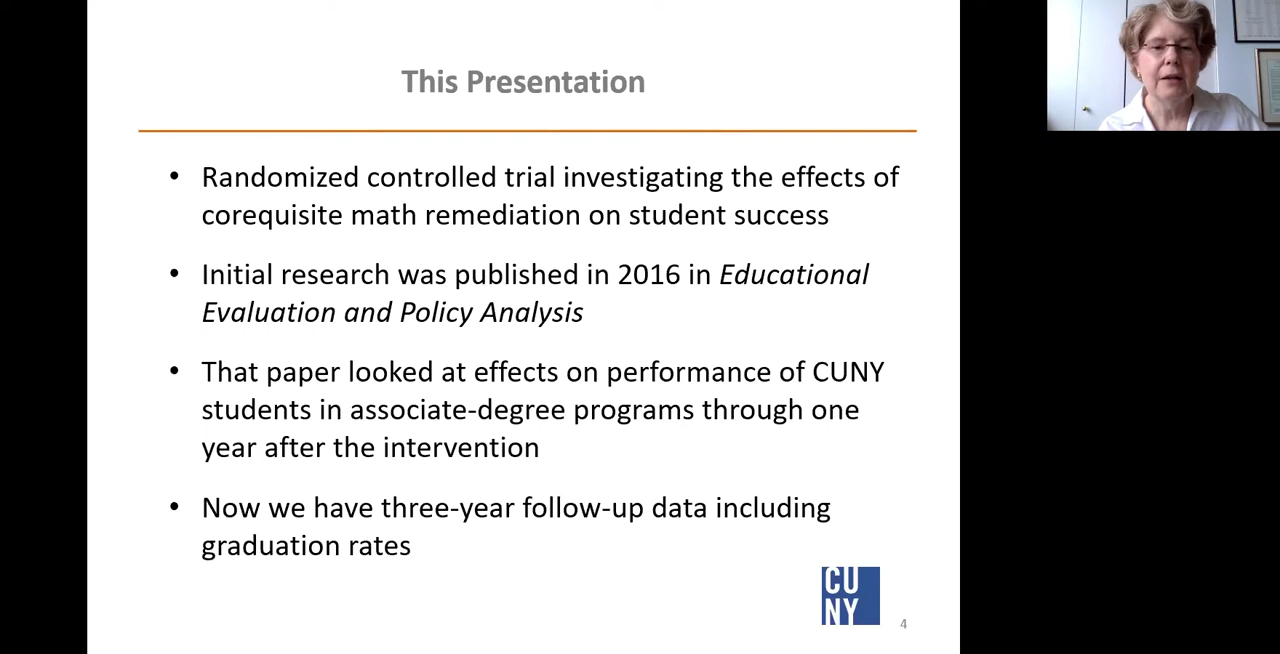 This Presentation
• Randomized controlled trial investigating the effects of
corequisite math remediation on student success
• Initial research was published in 2016 in Educational
Evaluation and Policy Analysis
• That paper looked at effects on performance of CUNY
students in associate-degree programs through one
year after the intervention
• Now we have three-year follow-up data including
graduation rates
CU
NY
4